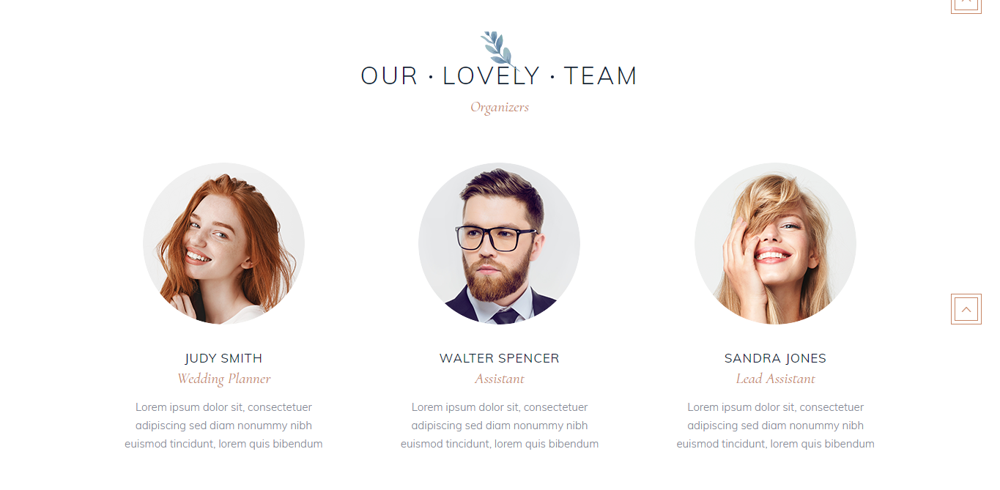 OUR · LOVELY · TEAM
Organizers
JUDY SMITH
Wedding Planner
Lorem ipsum dolor sit, consectetuer
adipiscing sed diam nonummy nibh
euismod tincidunt, lorem quis bibendum
WALTER SPENCER
Assistant
Lorem ipsum dolor sit, consectetuer
adipiscing sed diam nonummy nibh
euismod tincidunt, lorem quis bibendum
SANDRA JONES
Lead Assistant
Lorem ipsum dolor sit, consectetuer
adipiscing sed diam nonummy nibh
euismod tincidunt, lorem quis bibendum